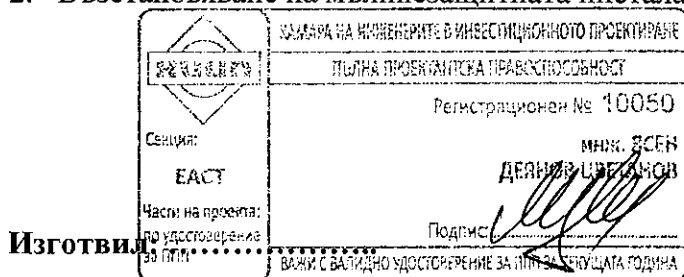 2. Възстановяване на мълниезащитната инстала
КАМАРА НА ИНЖЕНЕРИТЕ В ИНВЕСТИЦИОННОТО ПРОЕКТИРАНЕ
ПЪЛНА ПРОЕКТАНТСКА ПРАВОСПОСОБНОСТ
Регистрационен № 10050
Секция:
ЕАСТ
инж. ЯСЕН
ДЕЯНОВ ЦВЕТАНОВ
Части на проекта:
по удостоверение
за ППП
Подпис:
ВАЖИ С ВАЛИДНО УДОСТОВЕРЕНИЕ ЗА ППП ЗА ТЕКУЩАТА ГОДИНА
Изготвил:..................